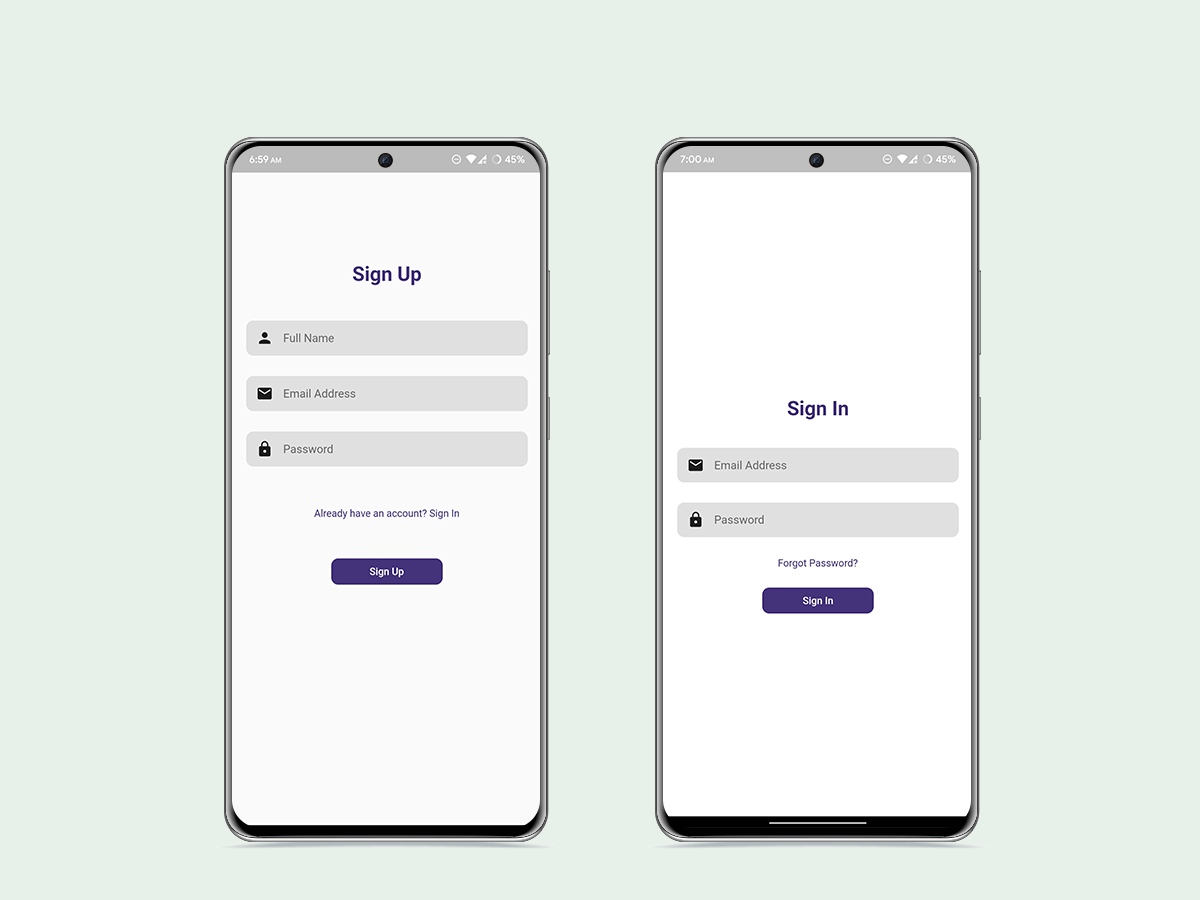 6:59 AM
45%
Sign Up
Full Name
Email Address
Password
Already have an account? Sign In
Sign Up
7:00 AM
45%
Sign In
Email Address
Password
Forgot Password?
Sign In